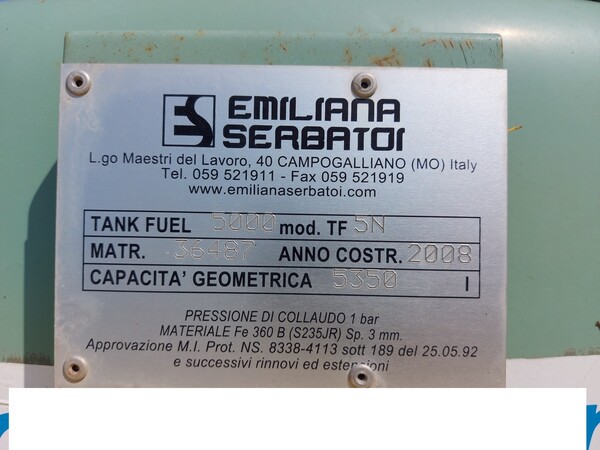 EMILIANA
SERBATOI
L.go Maestri del Lavoro, 40 CAMPOGALLIANO (MO) Italy
Tel. 059 521911 - Fax 059 521919
www.emilianaserbatoi.com
TANK FUEL 5000 mod. TF 5N
MATR. 36487 ANNO COSTR. 2008
CAPACITA' GEOMETRICA 5350 l
PRESSIONE DI COLLAUDO 1 bar
MATERIALE Fe 360 B (S235JR) Sp. 3 mm.
Approvazione M.I. Prot. NS. 8338-4113 sott 189 del 25.05.92
e successivi rinnovi ed estensioni